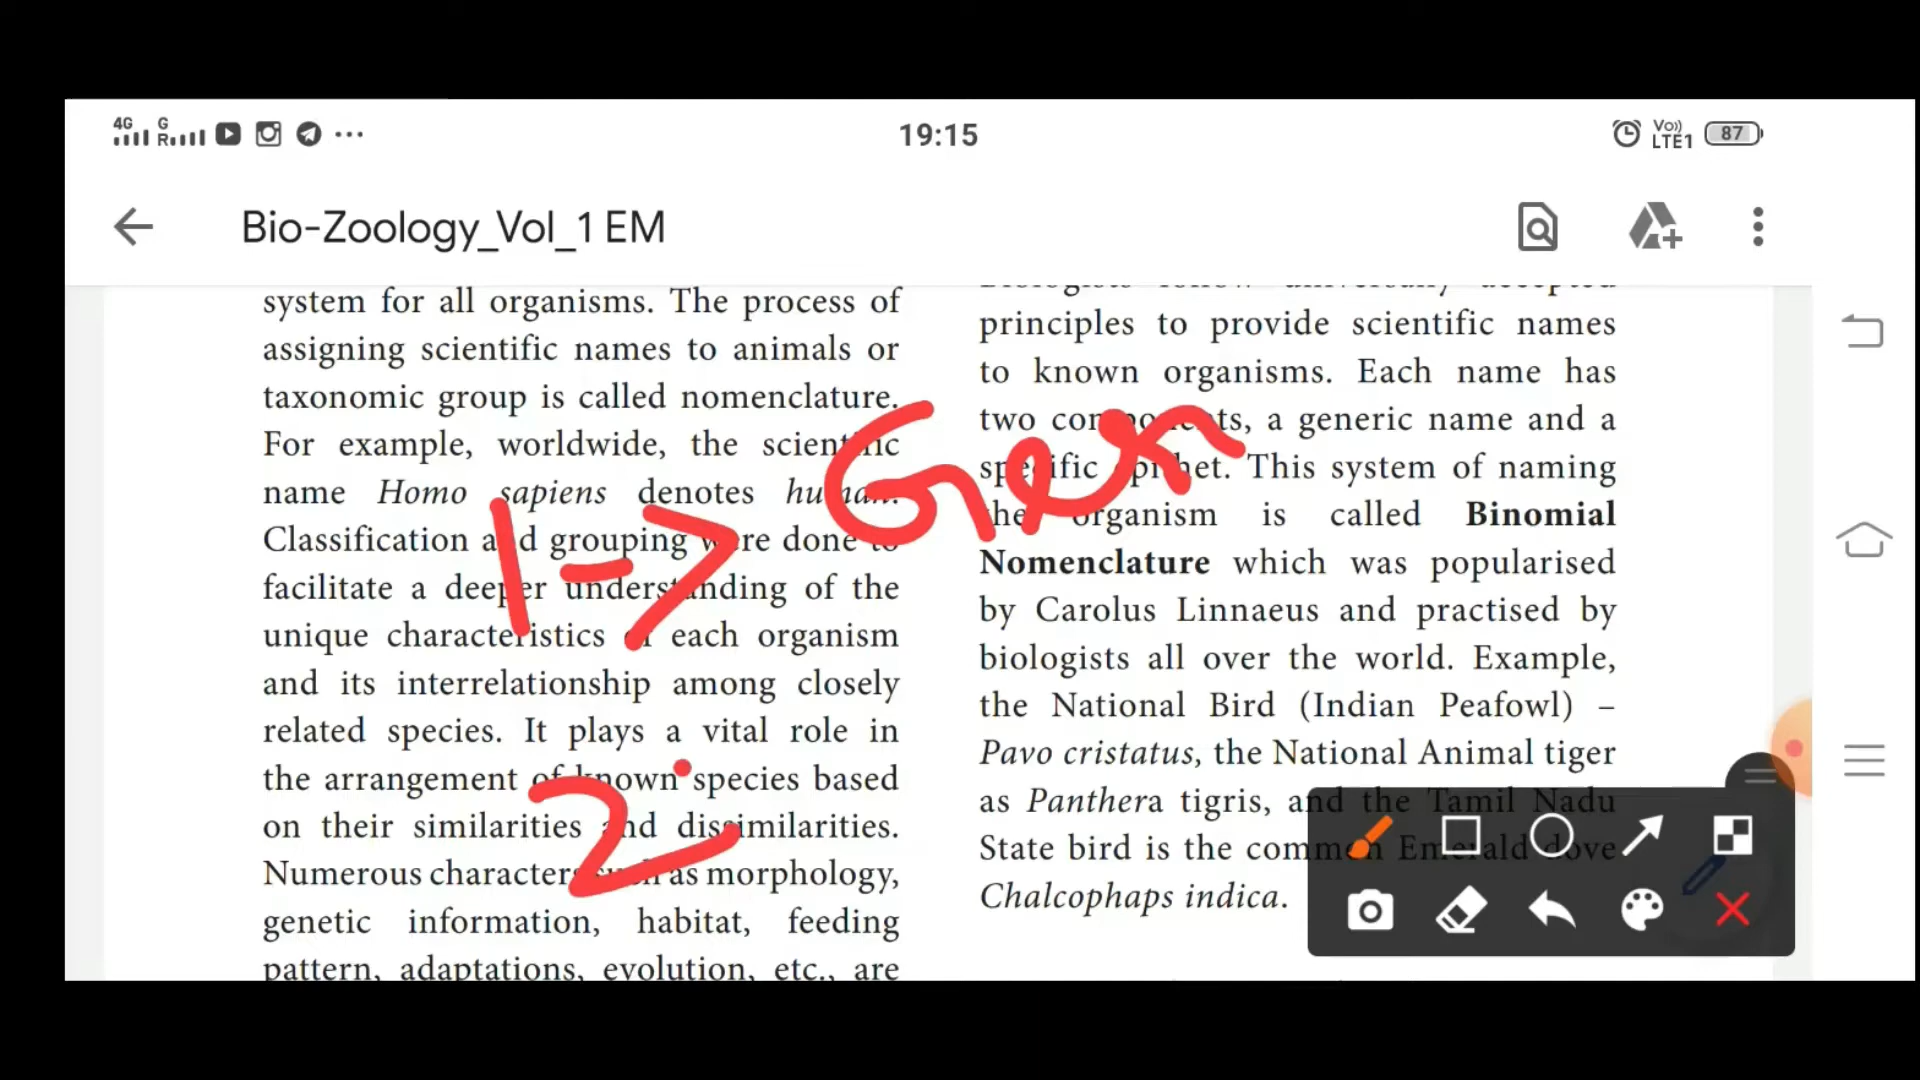 4G G R 19:15 Vo)) LTE1 87
Bio-Zoology_Vol_1 EM
system for all organisms. The process of
assigning scientific names to animals or
taxonomic group is called nomenclature.
For example, worldwide, the scientific
name Homo sapiens denotes human.
Classification and grouping were done to
facilitate a deeper understanding of the
unique characteristics of each organism
and its interrelationship among closely
related species. It plays a vital role in
the arrangement of known species based
on their similarities and dissimilarities.
Numerous characters such as morphology,
genetic information, habitat, feeding
pattern, adaptations, evolution, etc., are
Biologists follow universally accepted
principles to provide scientific names
to known organisms. Each name has
two components, a generic name and a
specific epithet. This system of naming
the organism is called Binomial
Nomenclature which was popularised
by Carolus Linnaeus and practised by
biologists all over the world. Example,
the National Bird (Indian Peafowl) –
Pavo cristatus, the National Animal tiger
as Panthera tigris, and the Tamil Nadu
State bird is the common Emerald dove
Chalcophaps indica.
1 -> Gen
2